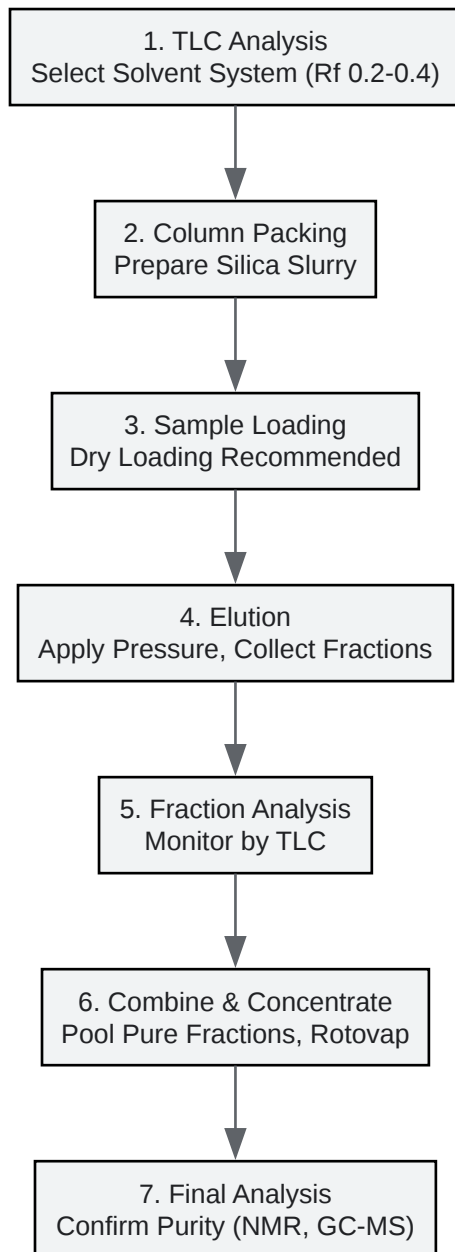 1. TLC Analysis
Select Solvent System (Rf 0.2-0.4)
2. Column Packing
Prepare Silica Slurry
3. Sample Loading
Dry Loading Recommended
4. Elution
Apply Pressure, Collect Fractions
5. Fraction Analysis
Monitor by TLC
6. Combine & Concentrate
Pool Pure Fractions, Rotovap
7. Final Analysis
Confirm Purity (NMR, GC-MS)